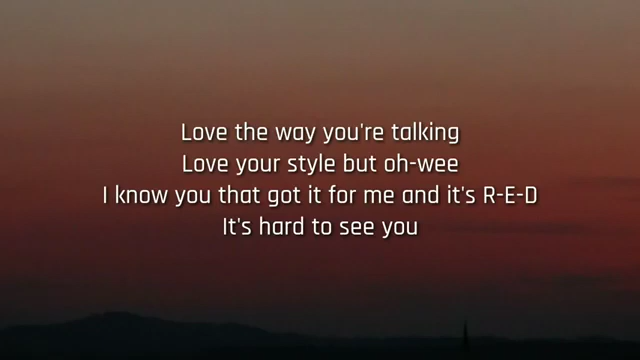 Love the way you're talking
Love your style but oh-wee
I know you that got it for me and it's R-E-D
It's hard to see you